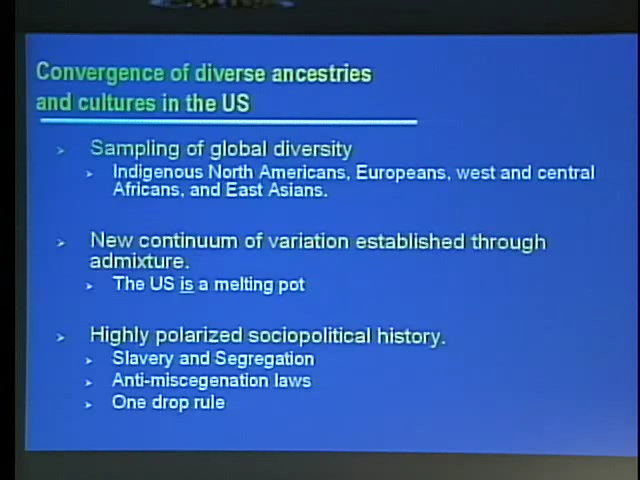 Convergence of diverse ancestries
and cultures in the US
Sampling of global diversity
Indigenous North Americans, Europeans, west and central
Africans, and East Asians.
New continuum of variation established through
admixture.
The US is a melting pot
Highly polarized sociopolitical history.
Slavery and Segregation
Anti-miscegenation laws
One drop rule